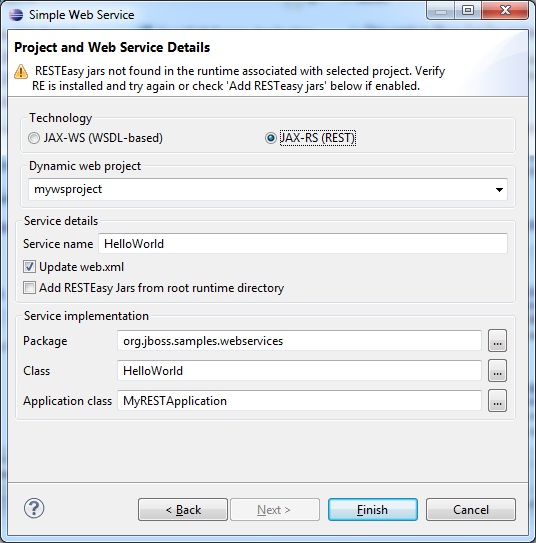 Simple Web Service
Project and Web Service Details
RESTEasy jars not found in the runtime associated with selected project. Verify
RE is installed and try again or check 'Add RESTeasy jars' below if enabled.
Technology
JAX-WS (WSDL-based)
JAX-RS (REST)
Dynamic web project
mywsproject
Service details
Service name HelloWorld
Update web.xml
Add RESTEasy Jars from root runtime directory
Service implementation
Package org.jboss.samples.webservices ...
Class HelloWorld ...
Application class MyRESTApplication ...
? < Back Next > Finish Cancel